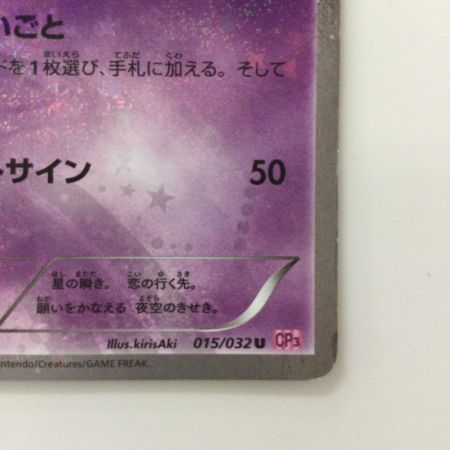 いごと
ドを1枚選び、手札に加える。そして
トサイン 50
星の瞬き。 恋の行く先。
願いをかなえる 夜空のきせき。
Illus.kirisAki 015/032 U CP3
ntendo/Creatures/GAME FREAK.